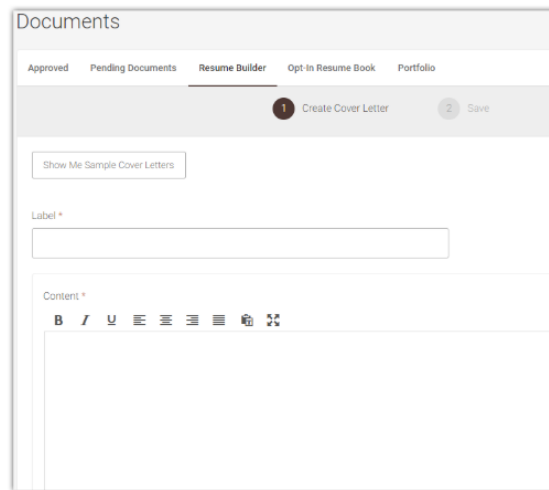 Documents
Approved Pending Documents Resume Builder Opt-In Resume Book Portfolio
1 Create Cover Letter 2 Save
Show Me Sample Cover Letters
Label *
Content *
B I U